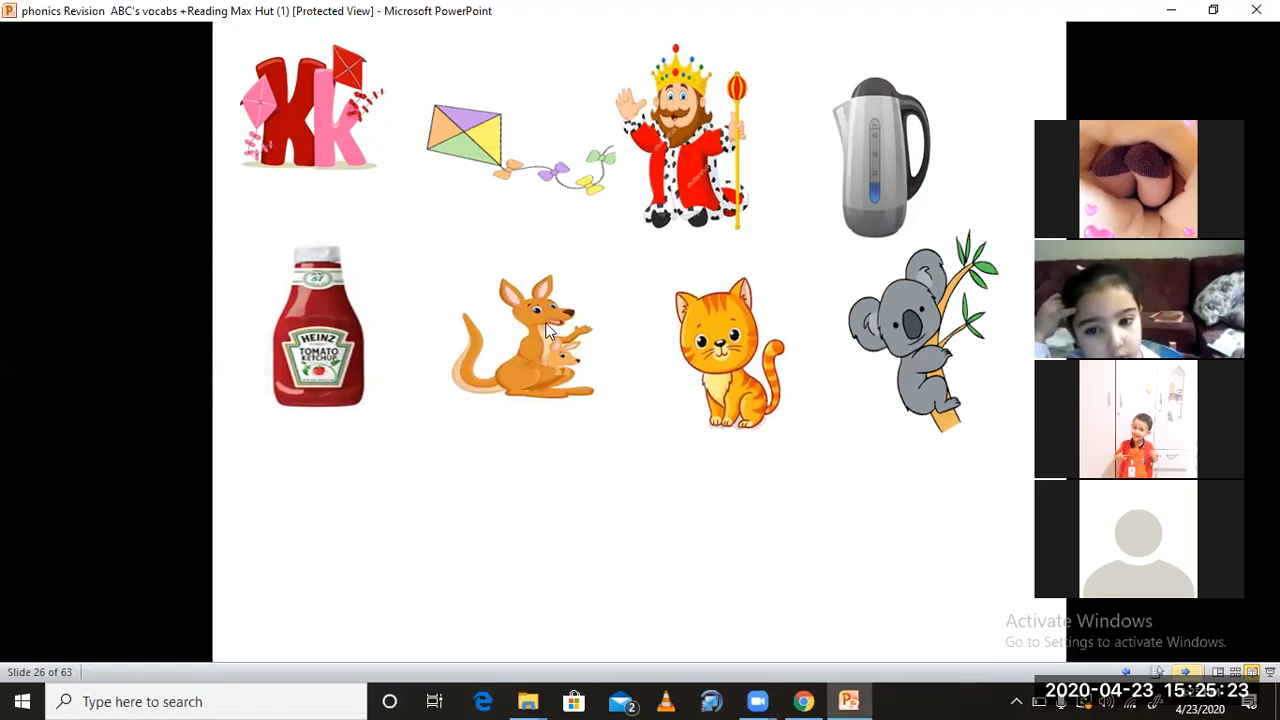 phonics Revision ABC's vocabs +Reading Max Hut (1) [Protected View] - Microsoft PowerPoint
Kk
57
HEINZ
TOMATO
KETCHUP
Activate Windows
Go to Settings to activate Windows.
Slide 26 of 63
2020-04-23 15:25:23
Type here to search
2
4/23/2020